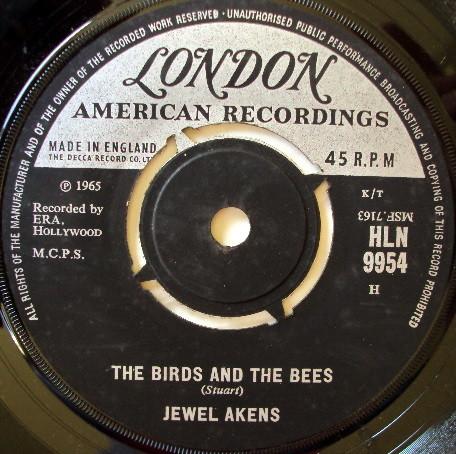 ALL RIGHTS OF THE MANUFACTURER AND OF THE OWNER OF THE RECORDED WORK RESERVED · UNAUTHORISED PUBLIC PERFORMANCE BROADCASTING AND COPYING OF THIS RECORD PROHIBITED
LONDON
AMERICAN RECORDINGS
MADE IN ENGLAND
THE DECCA RECORD CO. LTD
45 R.P.M
℗ 1965
K/T
Recorded by
ERA.
HOLLYWOOD
MSF.7163
M.C.P.S.
HLN
9954
H
THE BIRDS AND THE BEES
(Stuart)
JEWEL AKENS